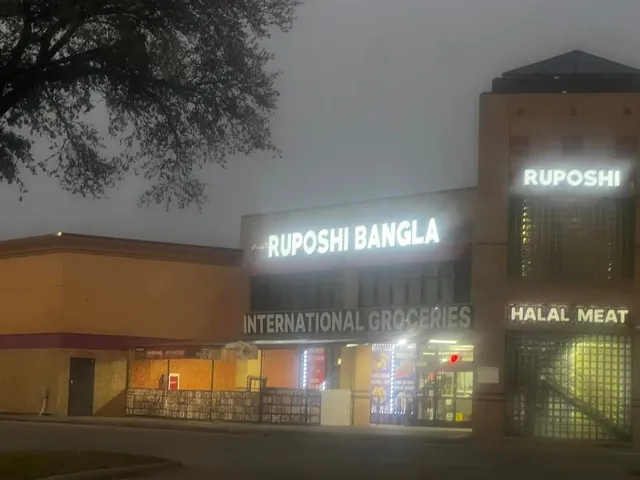 RUPOSHI BANGLA
INTERNATIONAL GROCERIES
RUPOSHI
HALAL MEAT